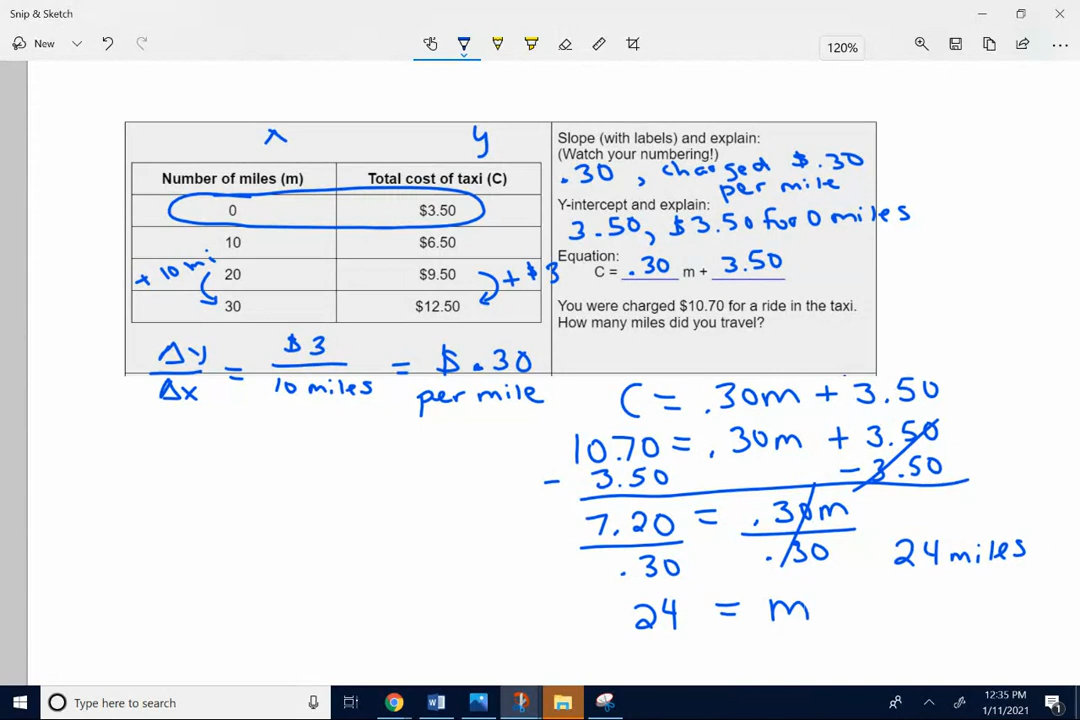 Snip & Sketch
New
120%
x
y
Number of miles (m)
Total cost of taxi (C)
0
$3.50
10
$6.50
20
$9.50
30
$12.50
+ 10 mi
+ $3
Slope (with labels) and explain:
(Watch your numbering!)
.30 , charged $.30
per mile
Y-intercept and explain:
3.50, $3.50 for 0 miles
Equation:
C = .30 m + 3.50
You were charged $10.70 for a ride in the taxi.
How many miles did you travel?
Δy/Δx = $3/10 miles = $.30
per mile
C = .30m + 3.50
10.70 = .30m + 3.50
- 3.50 - 3.50
7.20 = .30m
.30 .30
24 miles
24 = m
Type here to search
12:35 PM
1/11/2021
1